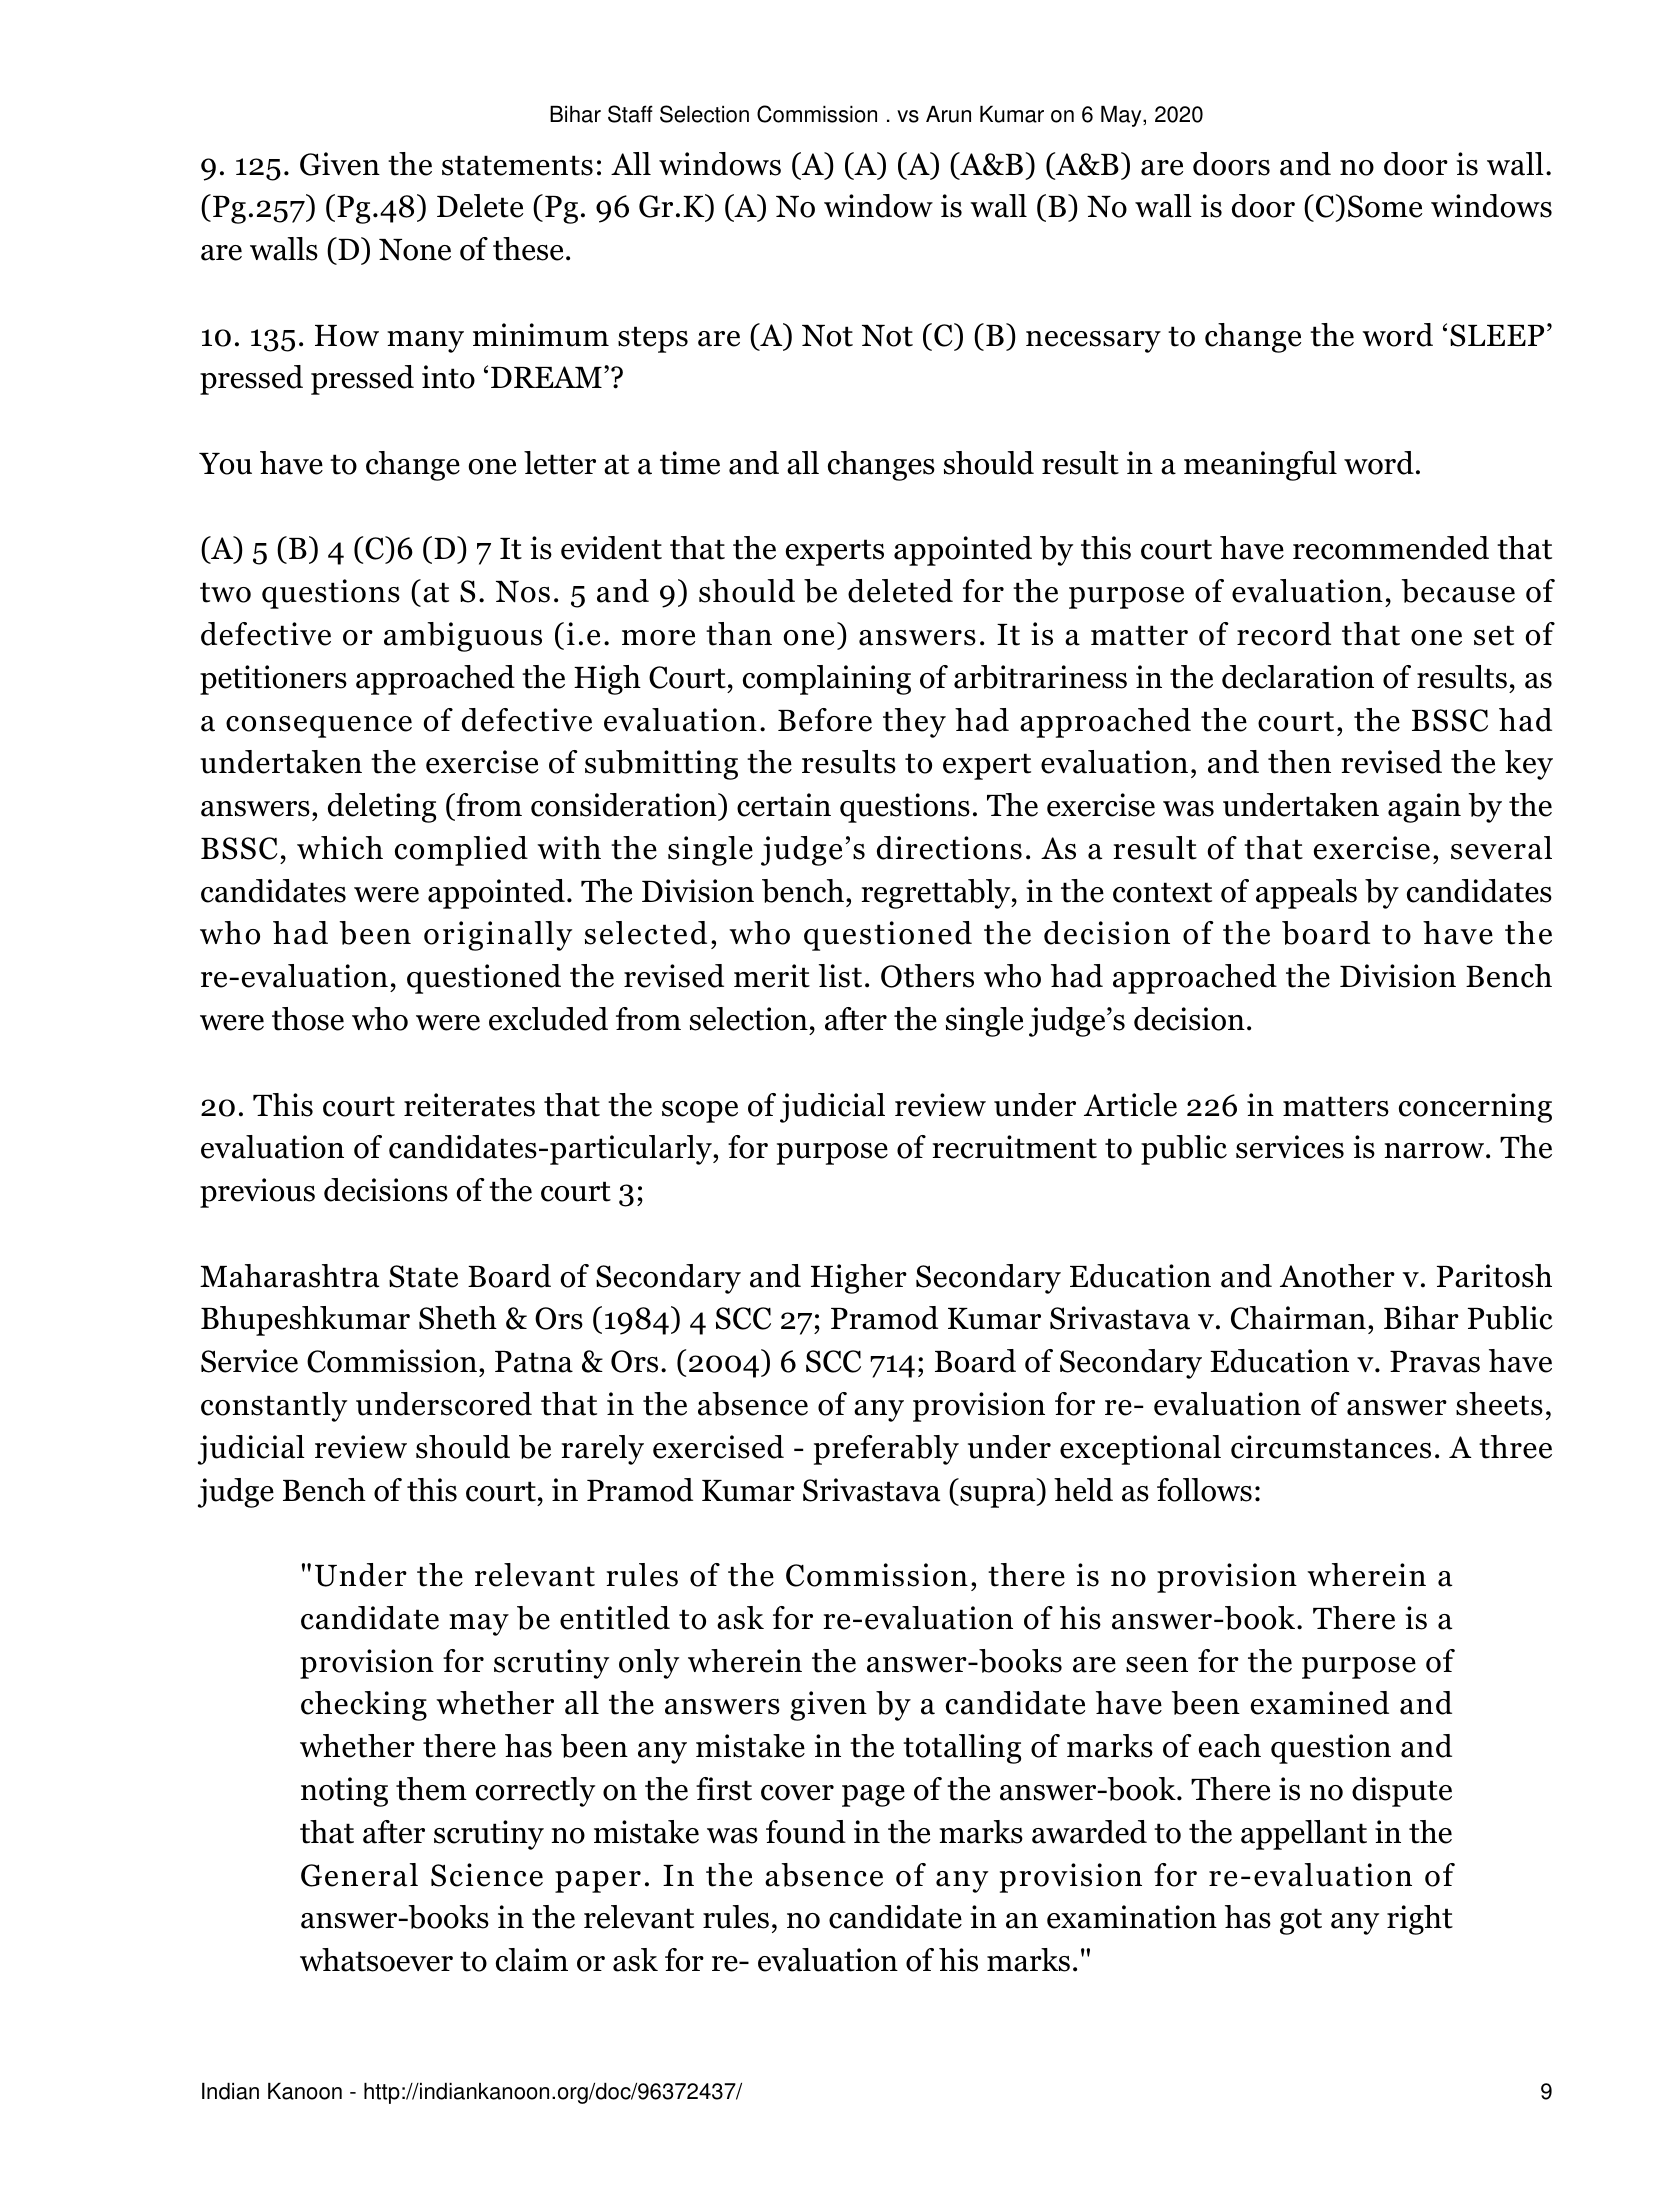 Bihar Staff Selection Commission . vs Arun Kumar on 6 May, 2020
9. 125. Given the statements: All windows (A) (A) (A) (A&B) (A&B) are doors and no door is wall.
(Pg.257) (Pg.48) Delete (Pg. 96 Gr.K) (A) No window is wall (B) No wall is door (C)Some windows
are walls (D) None of these.
10. 135. How many minimum steps are (A) Not Not (C) (B) necessary to change the word ‘SLEEP’
pressed pressed into ‘DREAM’?
You have to change one letter at a time and all changes should result in a meaningful word.
(A) 5 (B) 4 (C)6 (D) 7 It is evident that the experts appointed by this court have recommended that
two questions (at S. Nos. 5 and 9) should be deleted for the purpose of evaluation, because of
defective or ambiguous (i.e. more than one) answers. It is a matter of record that one set of
petitioners approached the High Court, complaining of arbitrariness in the declaration of results, as
a consequence of defective evaluation. Before they had approached the court, the BSSC had
undertaken the exercise of submitting the results to expert evaluation, and then revised the key
answers, deleting (from consideration) certain questions. The exercise was undertaken again by the
BSSC, which complied with the single judge’s directions. As a result of that exercise, several
candidates were appointed. The Division bench, regrettably, in the context of appeals by candidates
who had been originally selected, who questioned the decision of the board to have the
re-evaluation, questioned the revised merit list. Others who had approached the Division Bench
were those who were excluded from selection, after the single judge’s decision.
20. This court reiterates that the scope of judicial review under Article 226 in matters concerning
evaluation of candidates-particularly, for purpose of recruitment to public services is narrow. The
previous decisions of the court 3;
Maharashtra State Board of Secondary and Higher Secondary Education and Another v. Paritosh
Bhupeshkumar Sheth & Ors (1984) 4 SCC 27; Pramod Kumar Srivastava v. Chairman, Bihar Public
Service Commission, Patna & Ors. (2004) 6 SCC 714; Board of Secondary Education v. Pravas have
constantly underscored that in the absence of any provision for re- evaluation of answer sheets,
judicial review should be rarely exercised - preferably under exceptional circumstances. A three
judge Bench of this court, in Pramod Kumar Srivastava (supra) held as follows:
"Under the relevant rules of the Commission, there is no provision wherein a
candidate may be entitled to ask for re-evaluation of his answer-book. There is a
provision for scrutiny only wherein the answer-books are seen for the purpose of
checking whether all the answers given by a candidate have been examined and
whether there has been any mistake in the totalling of marks of each question and
noting them correctly on the first cover page of the answer-book. There is no dispute
that after scrutiny no mistake was found in the marks awarded to the appellant in the
General Science paper. In the absence of any provision for re-evaluation of
answer-books in the relevant rules, no candidate in an examination has got any right
whatsoever to claim or ask for re- evaluation of his marks."
Indian Kanoon - http://indiankanoon.org/doc/96372437/ 9